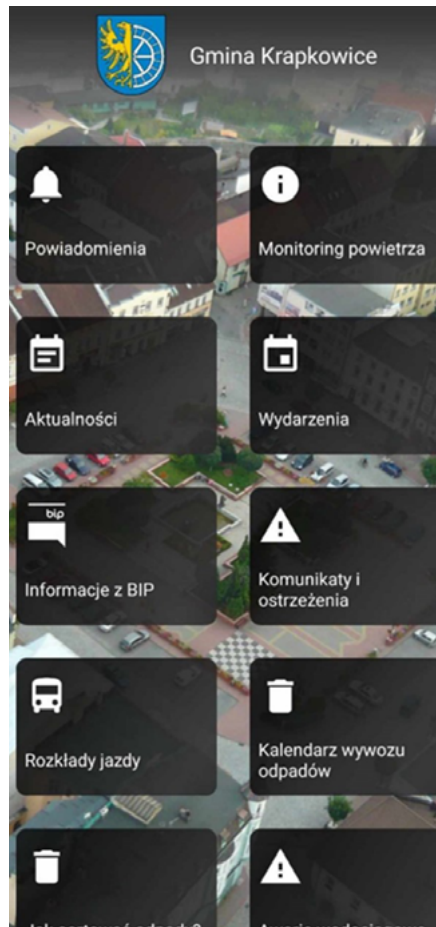 Gmina Krapkowice
Powiadomienia
Monitoring powietrza
Aktualności
Wydarzenia
bip
Informacje z BIP
Komunikaty i
ostrzeżenia
Rozkłady jazdy
Kalendarz wywozu
odpadów